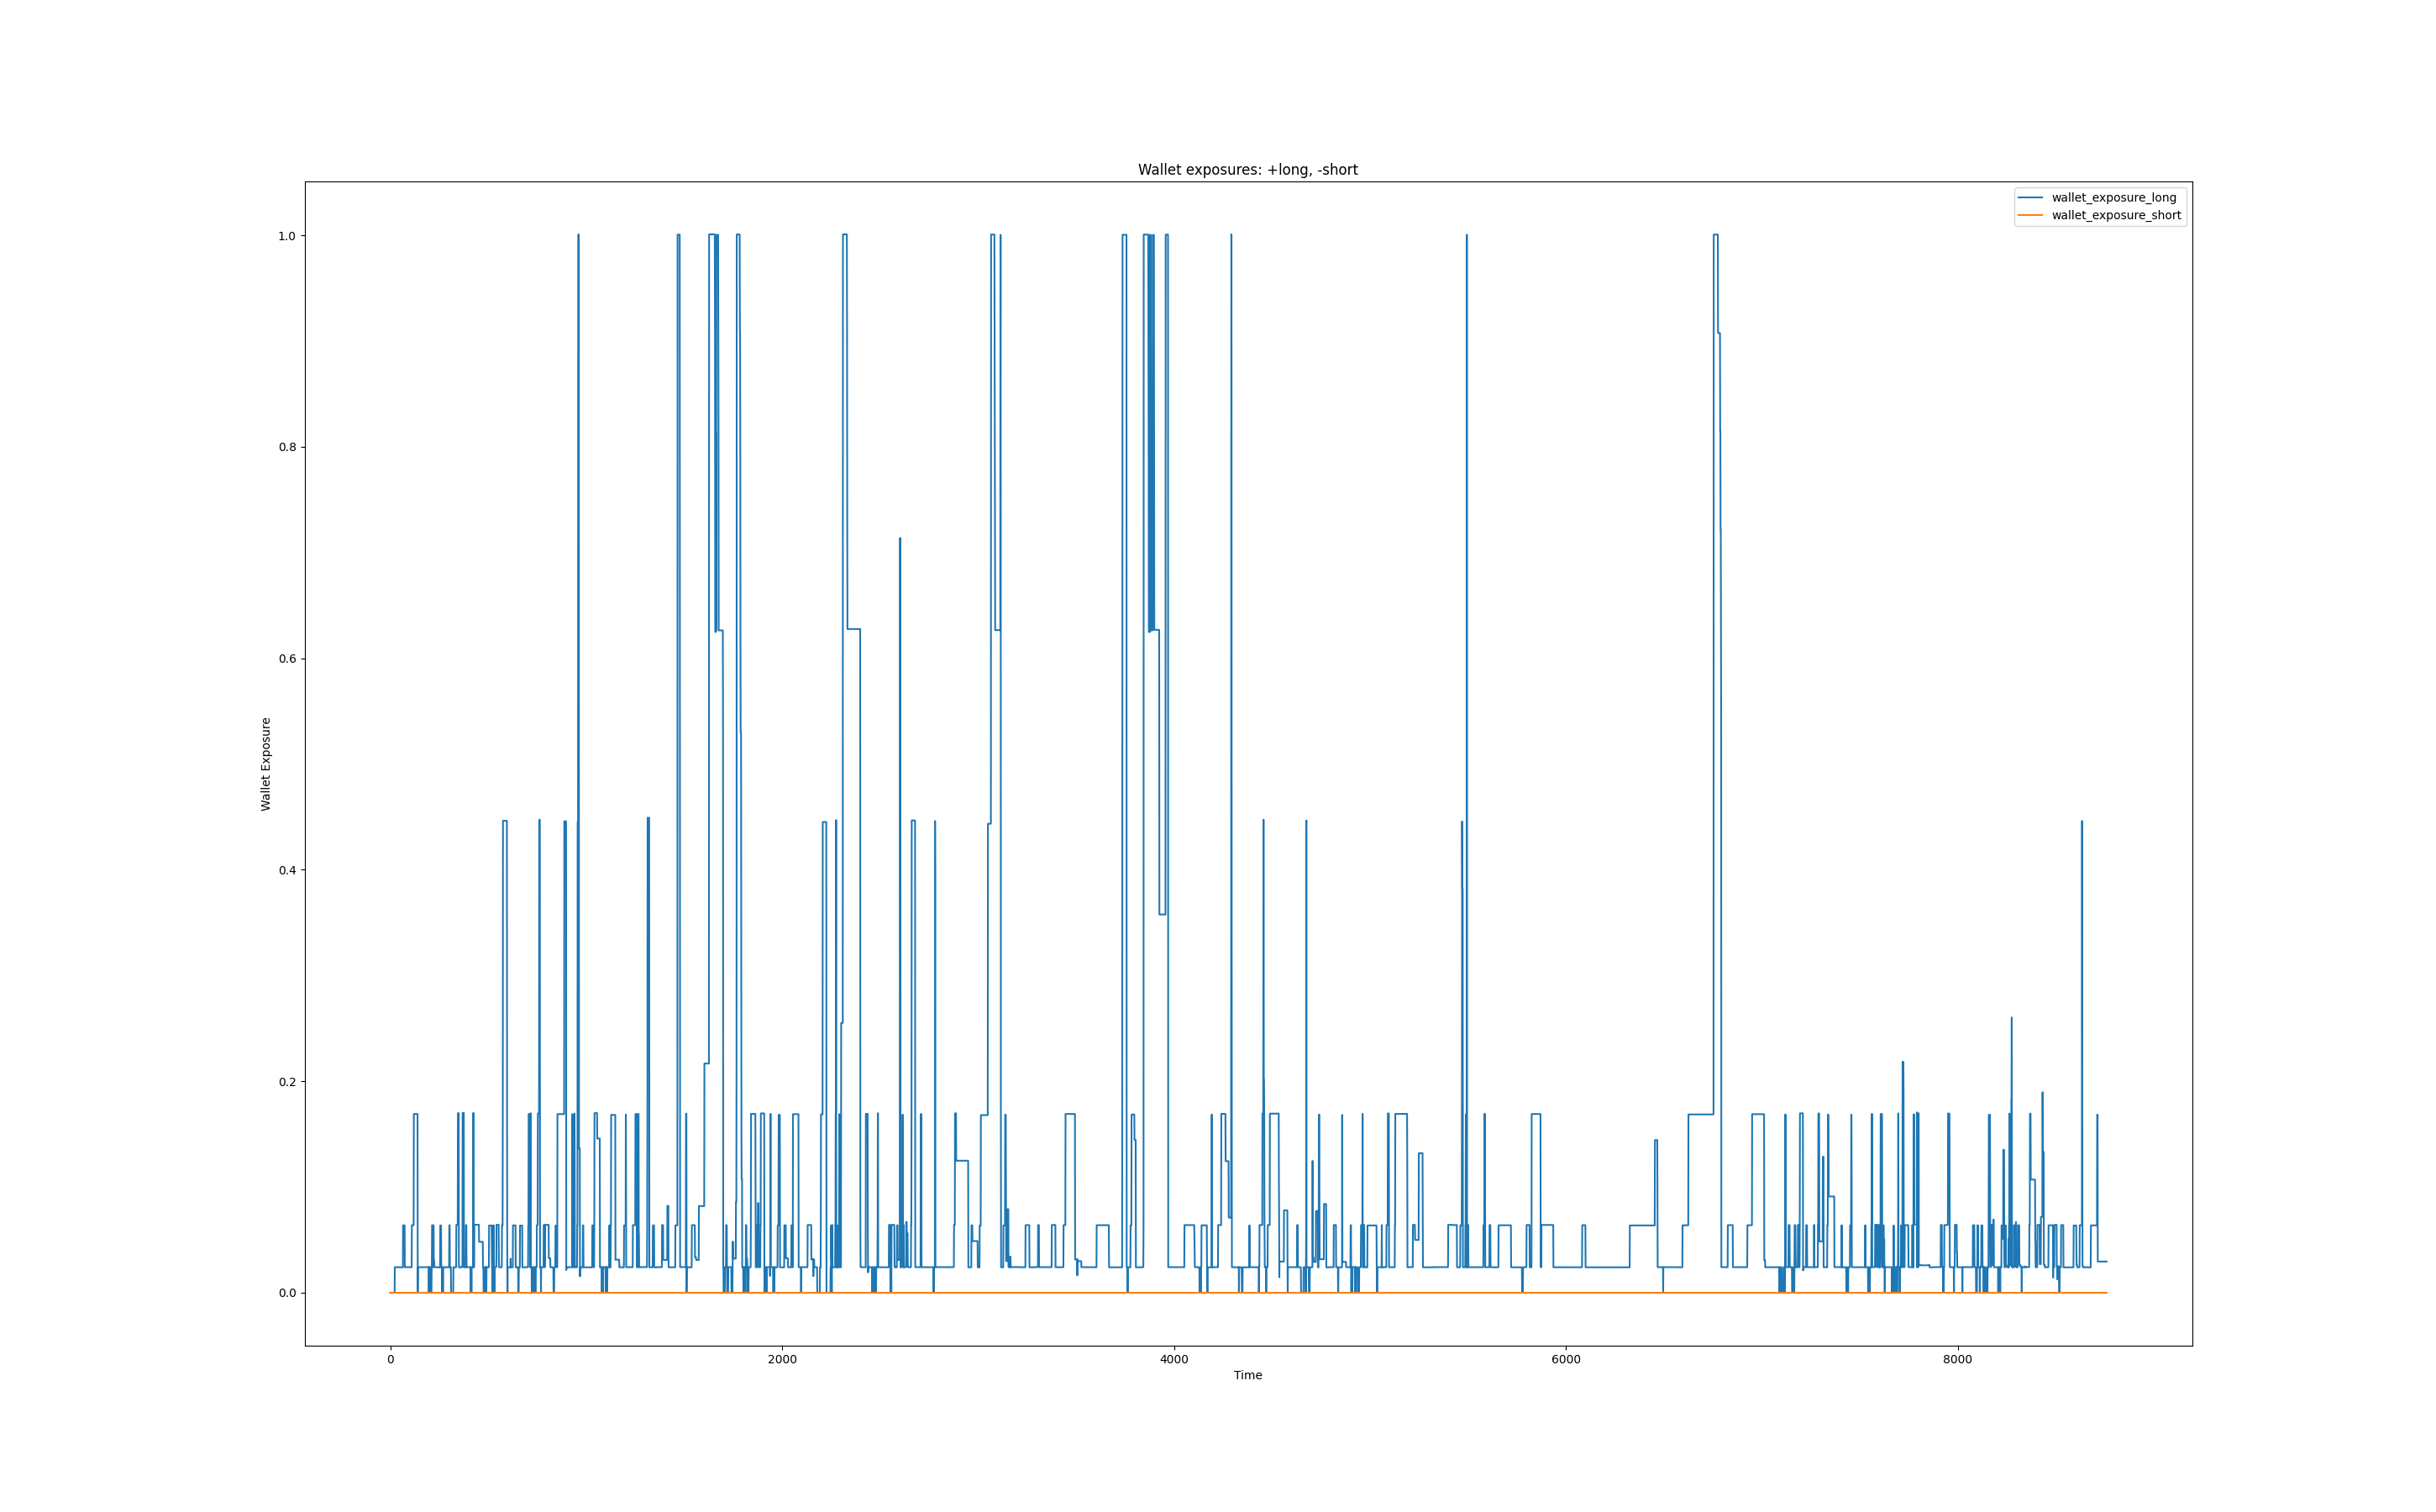 Wallet exposures: +long, -short
wallet_exposure_long
wallet_exposure_short
1.0
0.8
0.6
0.4
0.2
0.0
Wallet Exposure
0 2000 4000 6000 8000
Time